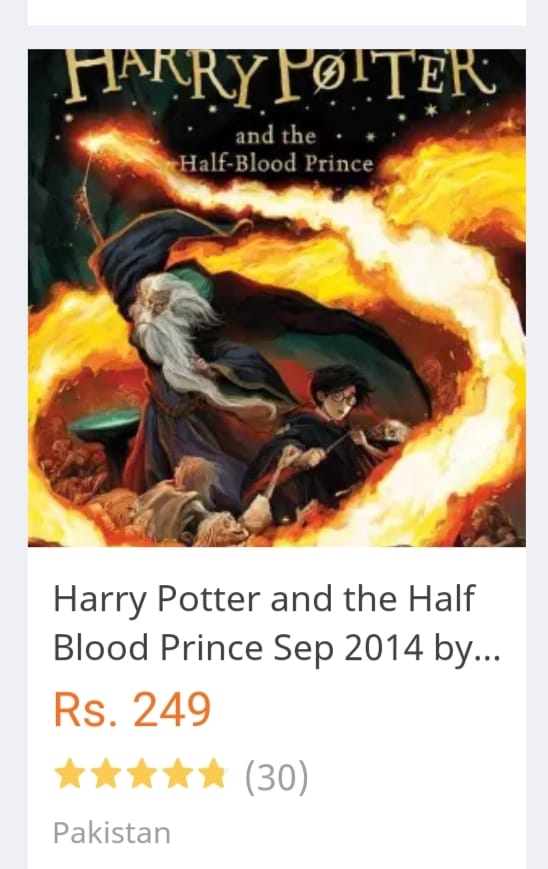 HARRY POTTER
and the
Half-Blood Prince
Harry Potter and the Half
Blood Prince Sep 2014 by...
Rs. 249
(30)
Pakistan